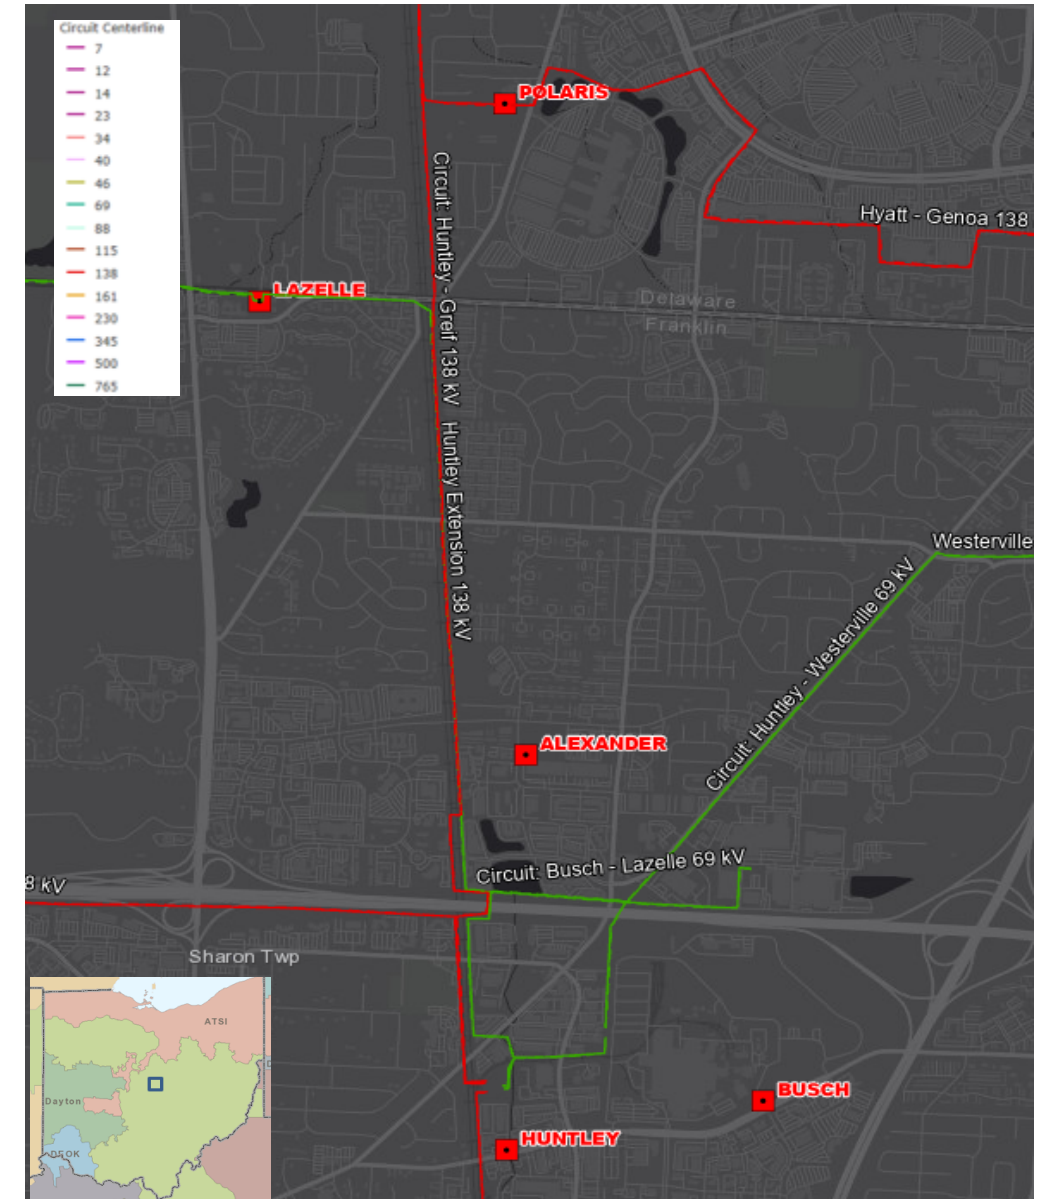 Circuit Centerline
7
12
14
23
34
40
46
69
88
115
138
161
230
345
500
765
POLARIS
Hyatt - Genoa 138
Circuit: Huntley - Greif 138 kV
LAZELLE
Delaware
Franklin
Huntley Extension 138 kV
Westerville
Circuit: Huntley - Westerville 69 kV
ALEXANDER
Circuit: Busch - Lazelle 69 kV
8 kV
Sharon Twp
ATSI
Dayton
DEOK
BUSCH
HUNTLEY